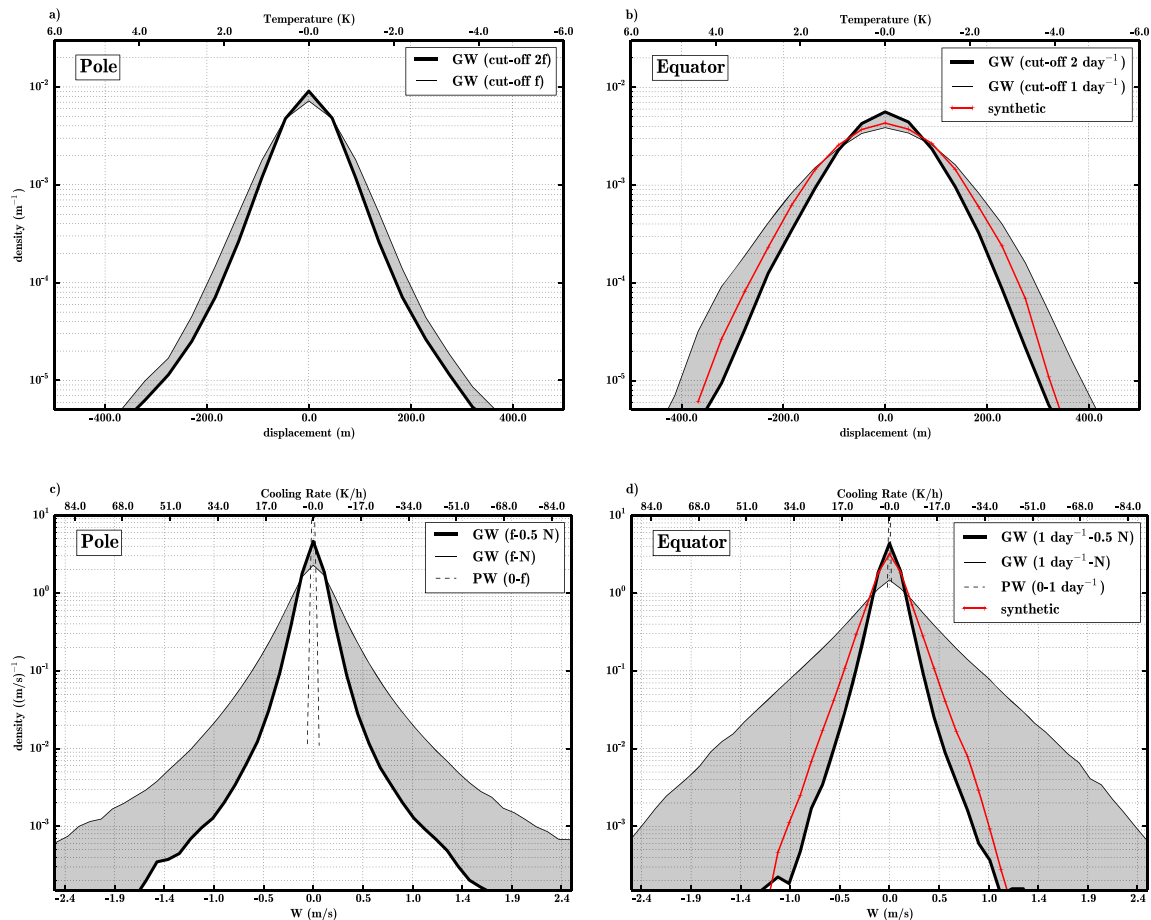 a)
Temperature (K)
6.0 4.0 2.0 -0.0 -2.0 -4.0 -6.0
Pole
GW (cut-off 2f)
GW (cut-off f)
density (m⁻¹)
10⁻²
10⁻³
10⁻⁴
10⁻⁵
-400.0 -200.0 0.0 200.0 400.0
displacement (m)
b)
Temperature (K)
6.0 4.0 2.0 -0.0 -2.0 -4.0 -6.0
Equator
GW (cut-off 2 day⁻¹)
GW (cut-off 1 day⁻¹)
synthetic
10⁻²
10⁻³
10⁻⁴
10⁻⁵
-400.0 -200.0 0.0 200.0 400.0
displacement (m)
c)
Cooling Rate (K/h)
84.0 68.0 51.0 34.0 17.0 -0.0 -17.0 -34.0 -51.0 -68.0 -84.0
Pole
GW (f-0.5 N)
GW (f-N)
PW (0-f)
density ((m/s)⁻¹)
10¹
10⁰
10⁻¹
10⁻²
10⁻³
-2.4 -1.9 -1.4 -1.0 -0.5 0.0 0.5 1.0 1.4 1.9 2.4
W (m/s)
d)
Cooling Rate (K/h)
84.0 68.0 51.0 34.0 17.0 -0.0 -17.0 -34.0 -51.0 -68.0 -84.0
Equator
GW (1 day⁻¹-0.5 N)
GW (1 day⁻¹-N)
PW (0-1 day⁻¹)
synthetic
10¹
10⁰
10⁻¹
10⁻²
10⁻³
-2.4 -1.9 -1.4 -1.0 -0.5 0.0 0.5 1.0 1.4 1.9 2.4
W (m/s)